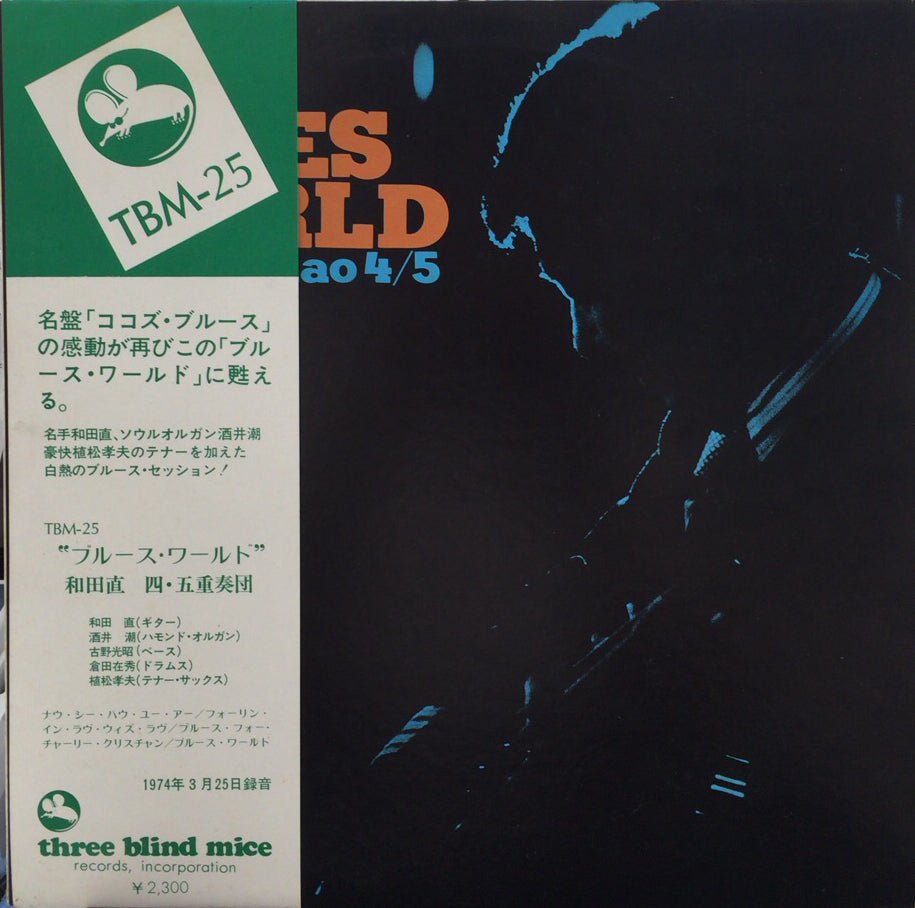 TBM-25
ES
RLD
ao 4/5
名盤「ココズ・ブルース」
の感動が再びこの「ブル
ース・ワールド」に甦え
る。
名手和田直、ソウルオルガン酒井潮
豪快植松孝夫のテナーを加えた
白熱のブルース・セッション!
TBM-25
“ブルース・ワールド”
和田直 四・五重奏団
和田 直(ギター)
酒井 潮(ハモンド・オルガン)
古野光昭(ベース)
倉田在秀(ドラムス)
植松孝夫(テナー・サックス)
ナウ・シー・ハウ・ユー・アー/フォーリン・
イン・ラヴ・ウィズ・ラヴ/ブルース・フォー・
チャーリー・クリスチャン/ブルース・ワールド
1974年3月25日録音
three blind mice
records, incorporation
¥2,300